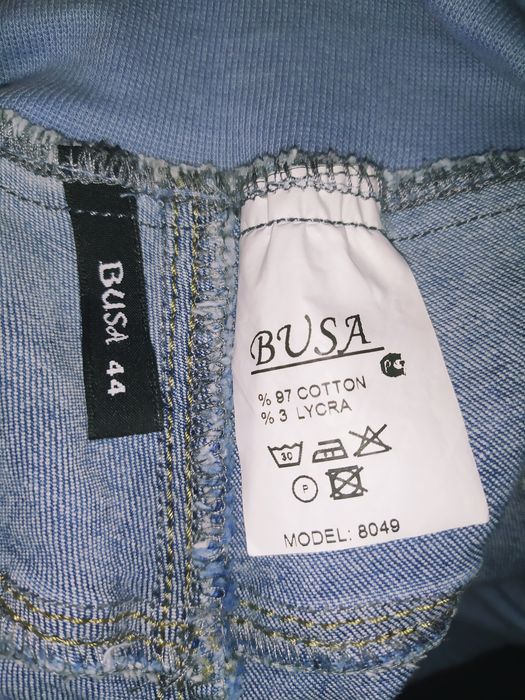 BUSA 44
BUSA
% 97 COTTON
% 3 LYCRA
30
P
MODEL: 8049